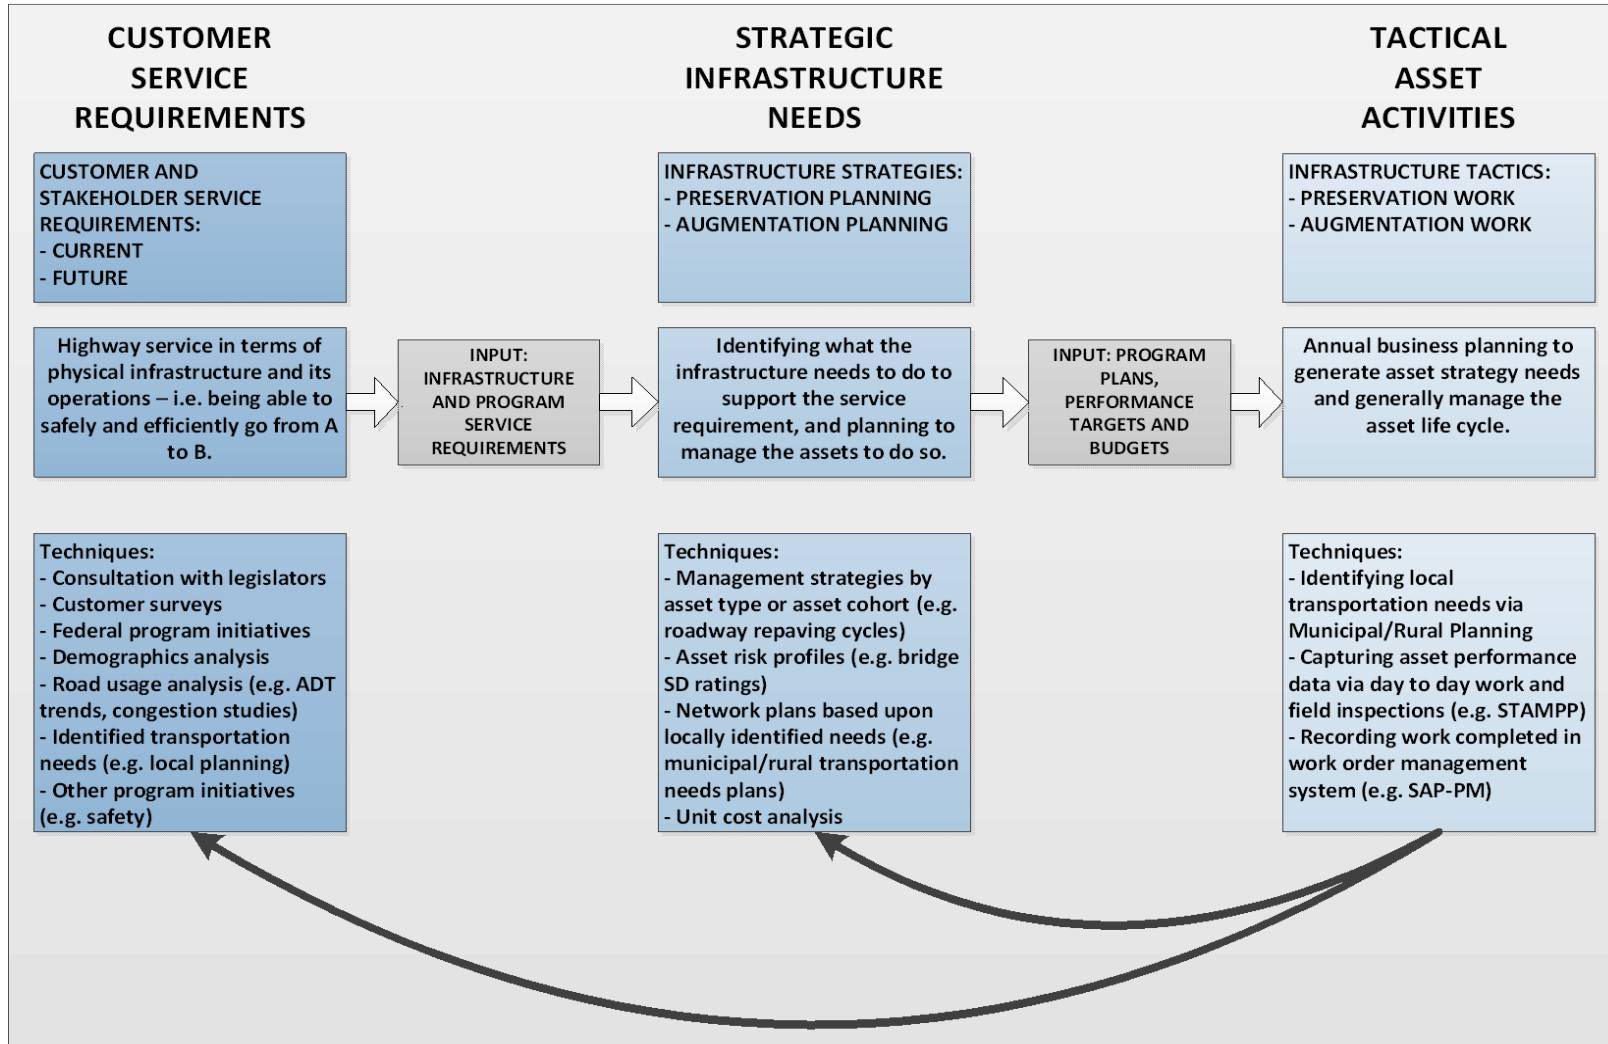 CUSTOMER
SERVICE
REQUIREMENTS
STRATEGIC
INFRASTRUCTURE
NEEDS
TACTICAL
ASSET
ACTIVITIES
CUSTOMER AND
STAKEHOLDER SERVICE
REQUIREMENTS:
- CURRENT
- FUTURE
INFRASTRUCTURE STRATEGIES:
- PRESERVATION PLANNING
- AUGMENTATION PLANNING
INFRASTRUCTURE TACTICS:
- PRESERVATION WORK
- AUGMENTATION WORK
Highway service in terms of
physical infrastructure and its
operations – i.e. being able to
safely and efficiently go from A
to B.
INPUT:
INFRASTRUCTURE
AND PROGRAM
SERVICE
REQUIREMENTS
Identifying what the
infrastructure needs to do to
support the service
requirement, and planning to
manage the assets to do so.
INPUT: PROGRAM
PLANS,
PERFORMANCE
TARGETS AND
BUDGETS
Annual business planning to
generate asset strategy needs
and generally manage the
asset life cycle.
Techniques:
- Consultation with legislators
- Customer surveys
- Federal program initiatives
- Demographics analysis
- Road usage analysis (e.g. ADT
trends, congestion studies)
- Identified transportation
needs (e.g. local planning)
- Other program initiatives
(e.g. safety)
Techniques:
- Management strategies by
asset type or asset cohort (e.g.
roadway repaving cycles)
- Asset risk profiles (e.g. bridge
SD ratings)
- Network plans based upon
locally identified needs (e.g.
municipal/rural transportation
needs plans)
- Unit cost analysis
Techniques:
- Identifying local
transportation needs via
Municipal/Rural Planning
- Capturing asset performance
data via day to day work and
field inspections (e.g. STAMPP)
- Recording work completed in
work order management
system (e.g. SAP-PM)